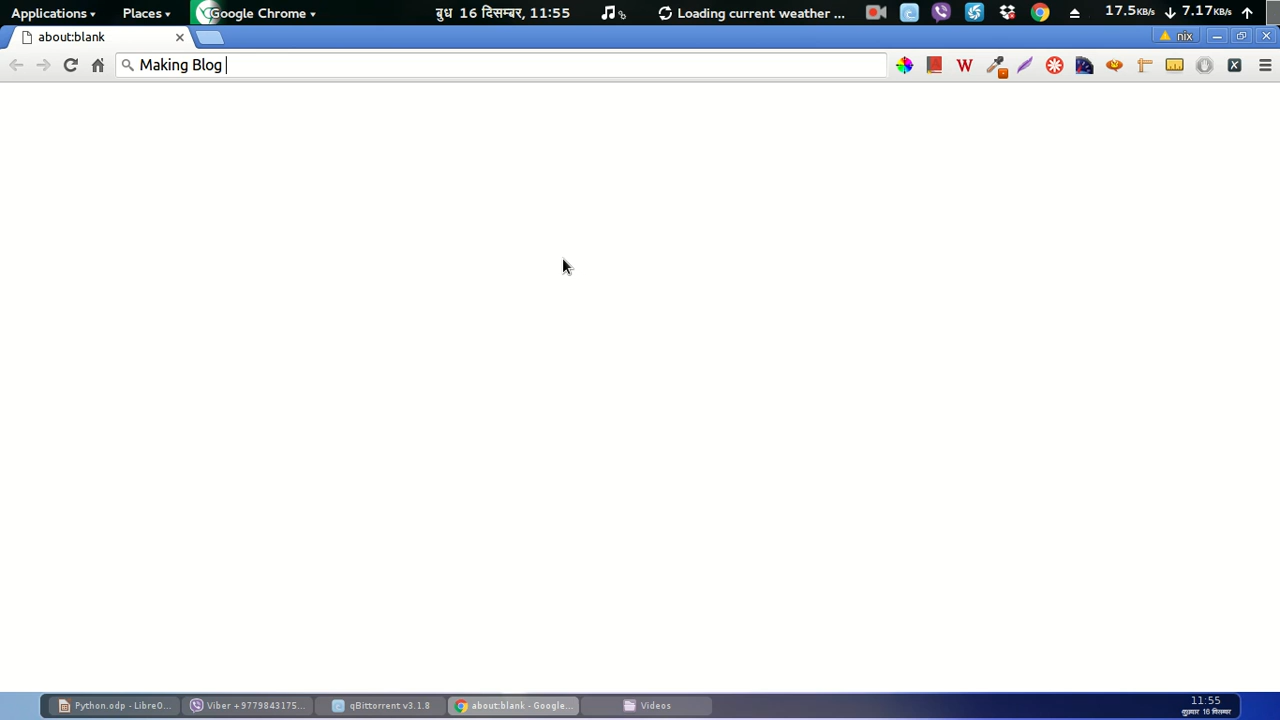 Applications Places Google Chrome बुध 16 दिसम्बर, 11:55 Loading current weather ... 17.5KB/s 7.17KB/s
about:blank nix
Making Blog
Python.odp - LibreO... Viber +9779843175... qBittorrent v3.1.8 about:blank - Google... Videos 11:55